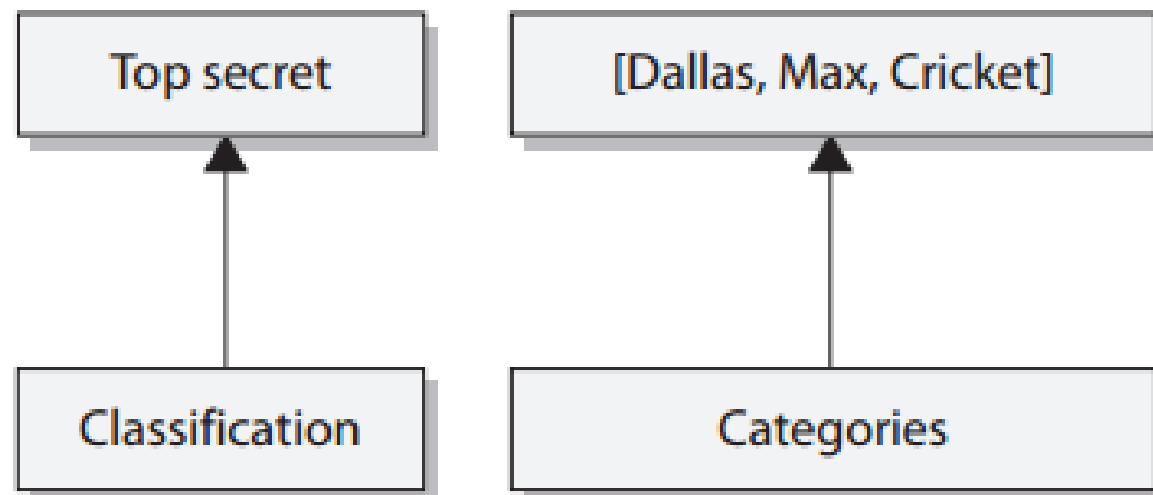 Top secret
[Dallas, Max, Cricket]
Classification
Categories